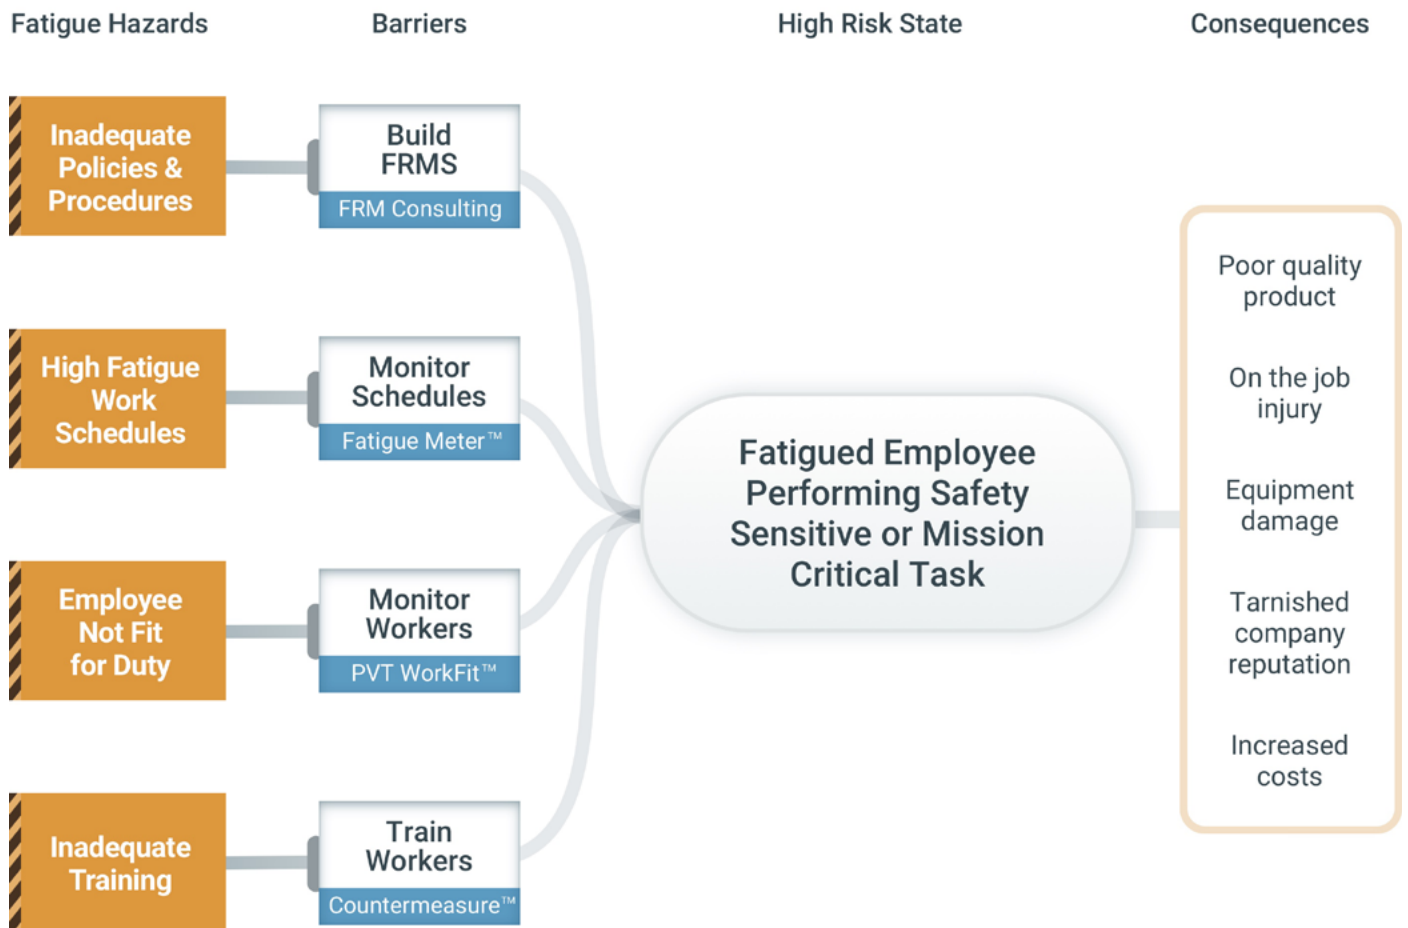 Fatigue Hazards
Barriers
High Risk State
Consequences
Inadequate
Policies &
Procedures
Build
FRMS
FRM Consulting
High Fatigue
Work
Schedules
Monitor
Schedules
Fatigue Meter™
Employee
Not Fit
for Duty
Monitor
Workers
PVT WorkFit™
Inadequate
Training
Train
Workers
Countermeasure™
Fatigued Employee
Performing Safety
Sensitive or Mission
Critical Task
Poor quality
product
On the job
injury
Equipment
damage
Tarnished
company
reputation
Increased
costs